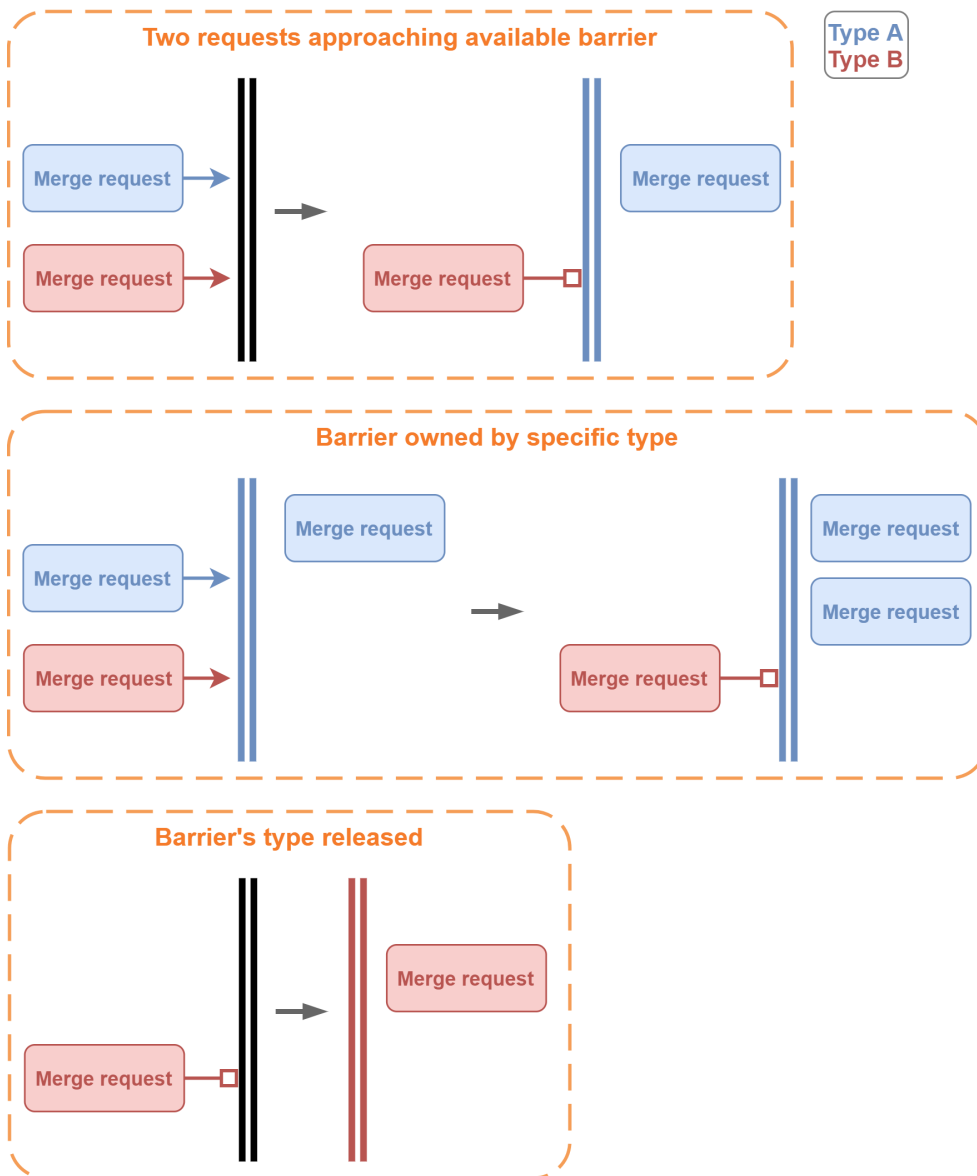 Two requests approaching available barrier
Type A
Type B
Merge request
Merge request
Merge request
Merge request
Barrier owned by specific type
Merge request
Merge request
Merge request
Merge request
Merge request
Merge request
Barrier's type released
Merge request
Merge request